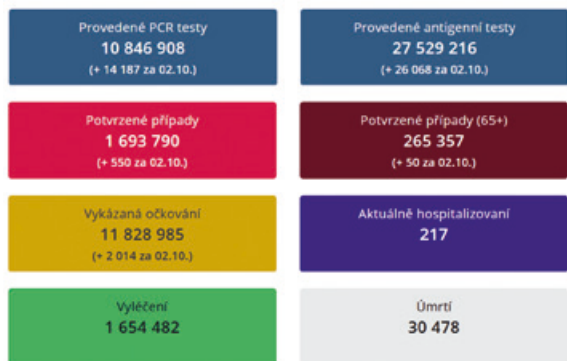 Provedené PCR testy
10 846 908
(+ 14 187 za 02.10.)
Provedené antigenní testy
27 529 216
(+ 26 068 za 02.10.)
Potvrzené případy
1 693 790
(+ 550 za 02.10.)
Potvrzené případy (65+)
265 357
(+ 50 za 02.10.)
Vykázaná očkování
11 828 985
(+ 2 014 za 02.10.)
Aktuálně hospitalizovaní
217
Vyléčení
1 654 482
Úmrtí
30 478